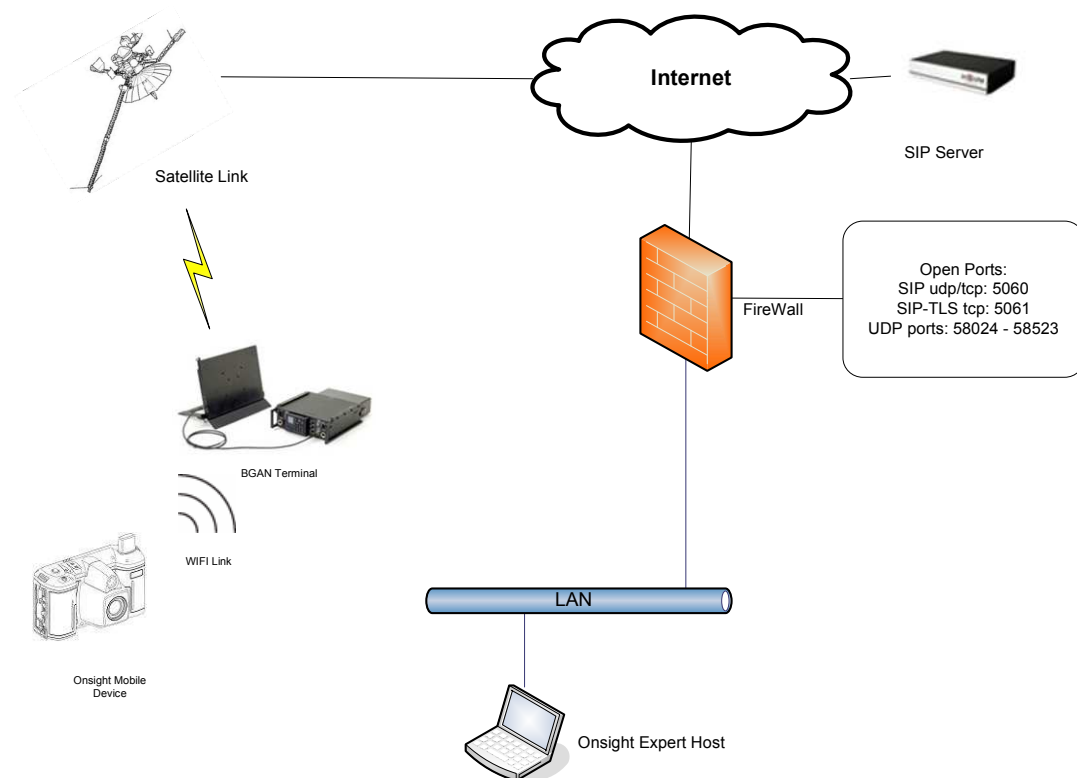 Internet
SIP Server
Satellite Link
Open Ports:
SIP udp/tcp: 5060
SIP-TLS tcp: 5061
UDP ports: 58024 - 58523
FireWall
BGAN Terminal
WIFI Link
LAN
Onsight Mobile
Device
Onsight Expert Host